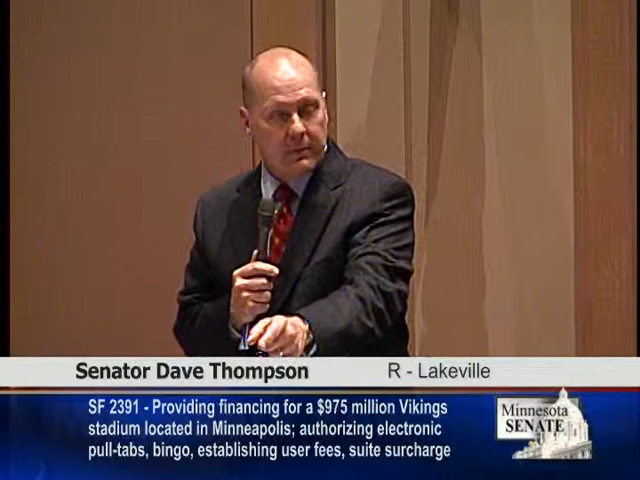 Senator Dave Thompson R - Lakeville
SF 2391 - Providing financing for a $975 million Vikings
stadium located in Minneapolis; authorizing electronic
pull-tabs, bingo, establishing user fees, suite surcharge
Minnesota
SENATE